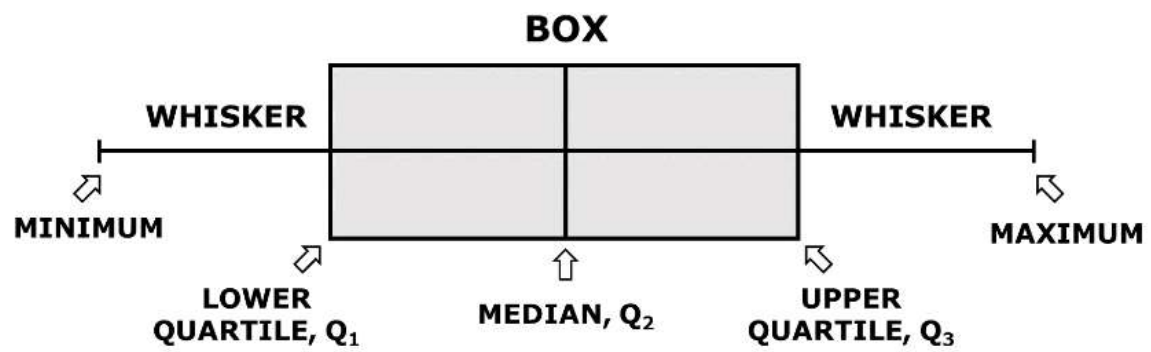 BOX
WHISKER
WHISKER
MINIMUM
MAXIMUM
LOWER
QUARTILE, Q₁
MEDIAN, Q₂
UPPER
QUARTILE, Q₃